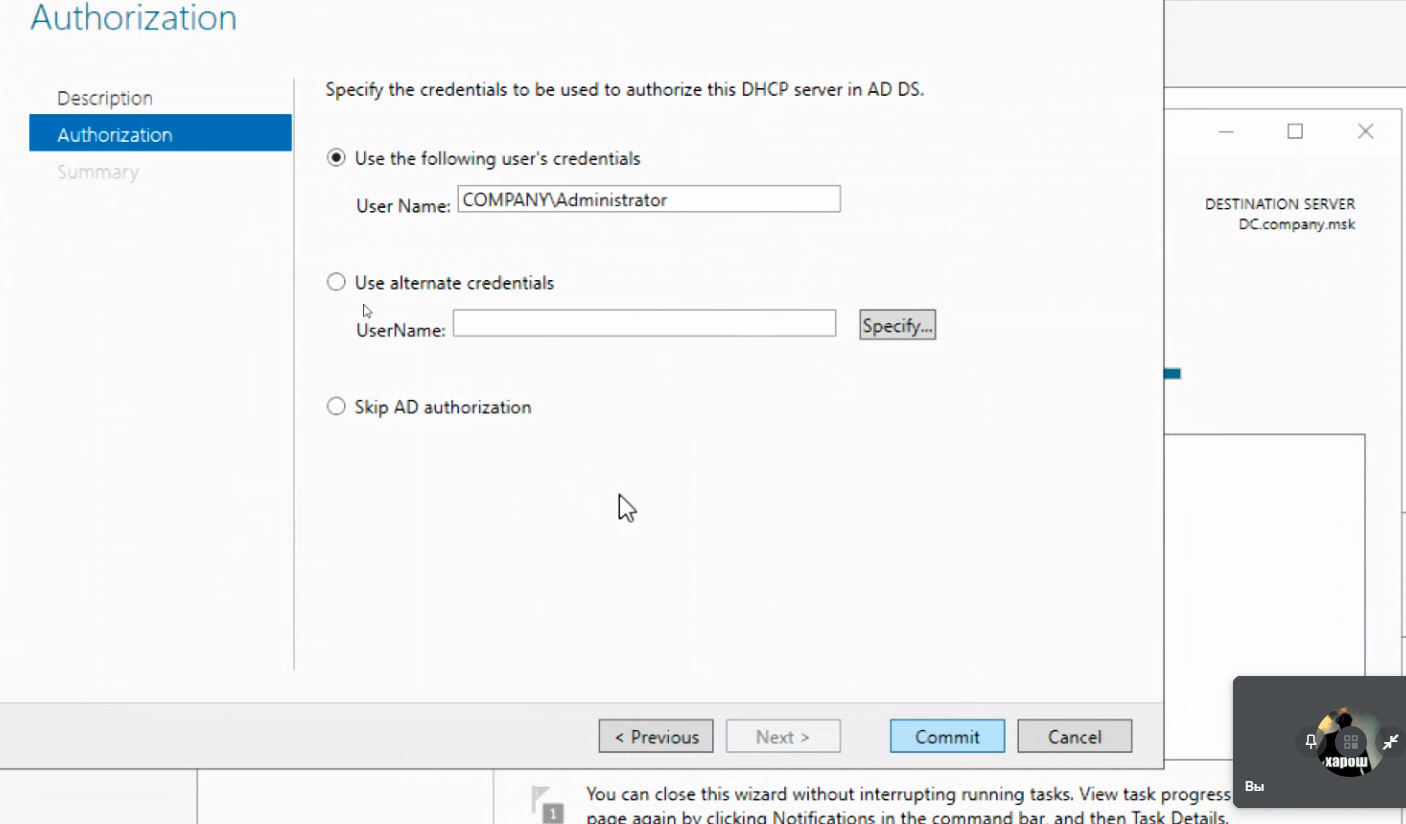 Authorization
Description
Authorization
Summary
Specify the credentials to be used to authorize this DHCP server in AD DS.
Use the following user's credentials
User Name: COMPANY\Administrator
Use alternate credentials
UserName:
Specify...
Skip AD authorization
< Previous
Next >
Commit
Cancel
DESTINATION SERVER
DC.company.msk
You can close this wizard without interrupting running tasks. View task progress
page again by clicking Notifications in the command bar, and then Task Details.
1
харош
Вы